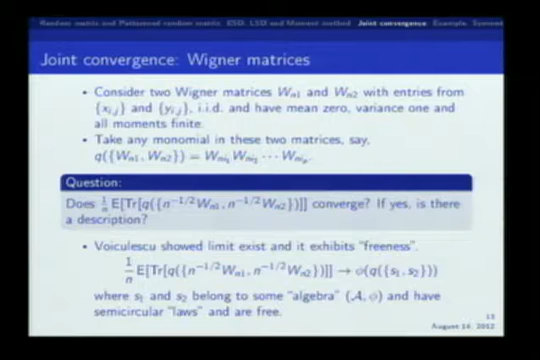 Random matrix and Patterned random matrix  ESD, LSD and Moment method  Joint convergence  Example, Symmet
Joint convergence: Wigner matrices
• Consider two Wigner matrices W_{n1} and W_{n2} with entries from
{x_{i,j}} and {y_{i,j}}, i.i.d. and have mean zero, variance one and
all moments finite.
• Take any monomial in these two matrices, say,
q({W_{n1}, W_{n2}}) = W_{ni_1} W_{ni_2} ⋯ W_{ni_p}.
Question:
Does 1/n E[Tr[q({n^{-1/2}W_{n1}, n^{-1/2}W_{n2}})]] converge? If yes, is there
a description?
• Voiculescu showed limit exist and it exhibits "freeness".
1/n E[Tr[q({n^{-1/2}W_{n1}, n^{-1/2}W_{n2}})]] → ϕ(q({s_1, s_2}))
where s_1 and s_2 belong to some "algebra" (𝒜, ϕ) and have
semicircular "laws" and are free.
13
August 14, 2012